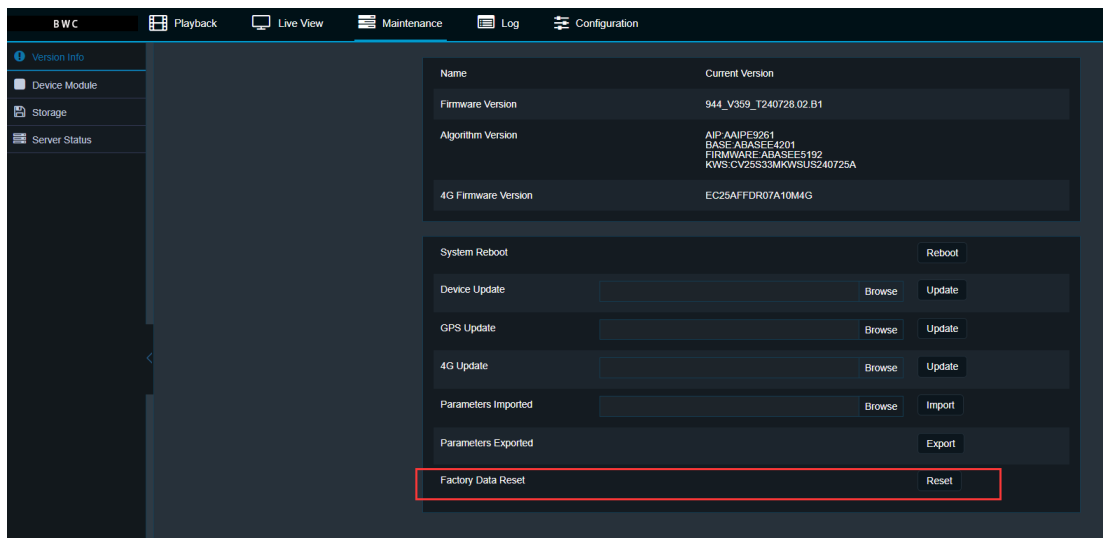 BWC Playback Live View Maintenance Log Configuration
Version Info
Device Module
Storage
Server Status
Name Current Version
Firmware Version 944_V359_T240728.02.B1
Algorithm Version AIP:AAIPE9261
BASE:ABASEE4201
FIRMWARE:ABASEE5192
KWS:CV25S33MKWSUS240725A
4G Firmware Version EC25AFFDR07A10M4G
System Reboot Reboot
Device Update Browse Update
GPS Update Browse Update
4G Update Browse Update
Parameters Imported Browse Import
Parameters Exported Export
Factory Data Reset Reset